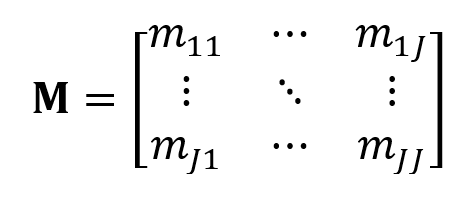 m₁₁ ⋯ m₁J
𝐌 = [ ⋮ ⋱ ⋮ ]
mJ₁ ⋯ mJJ